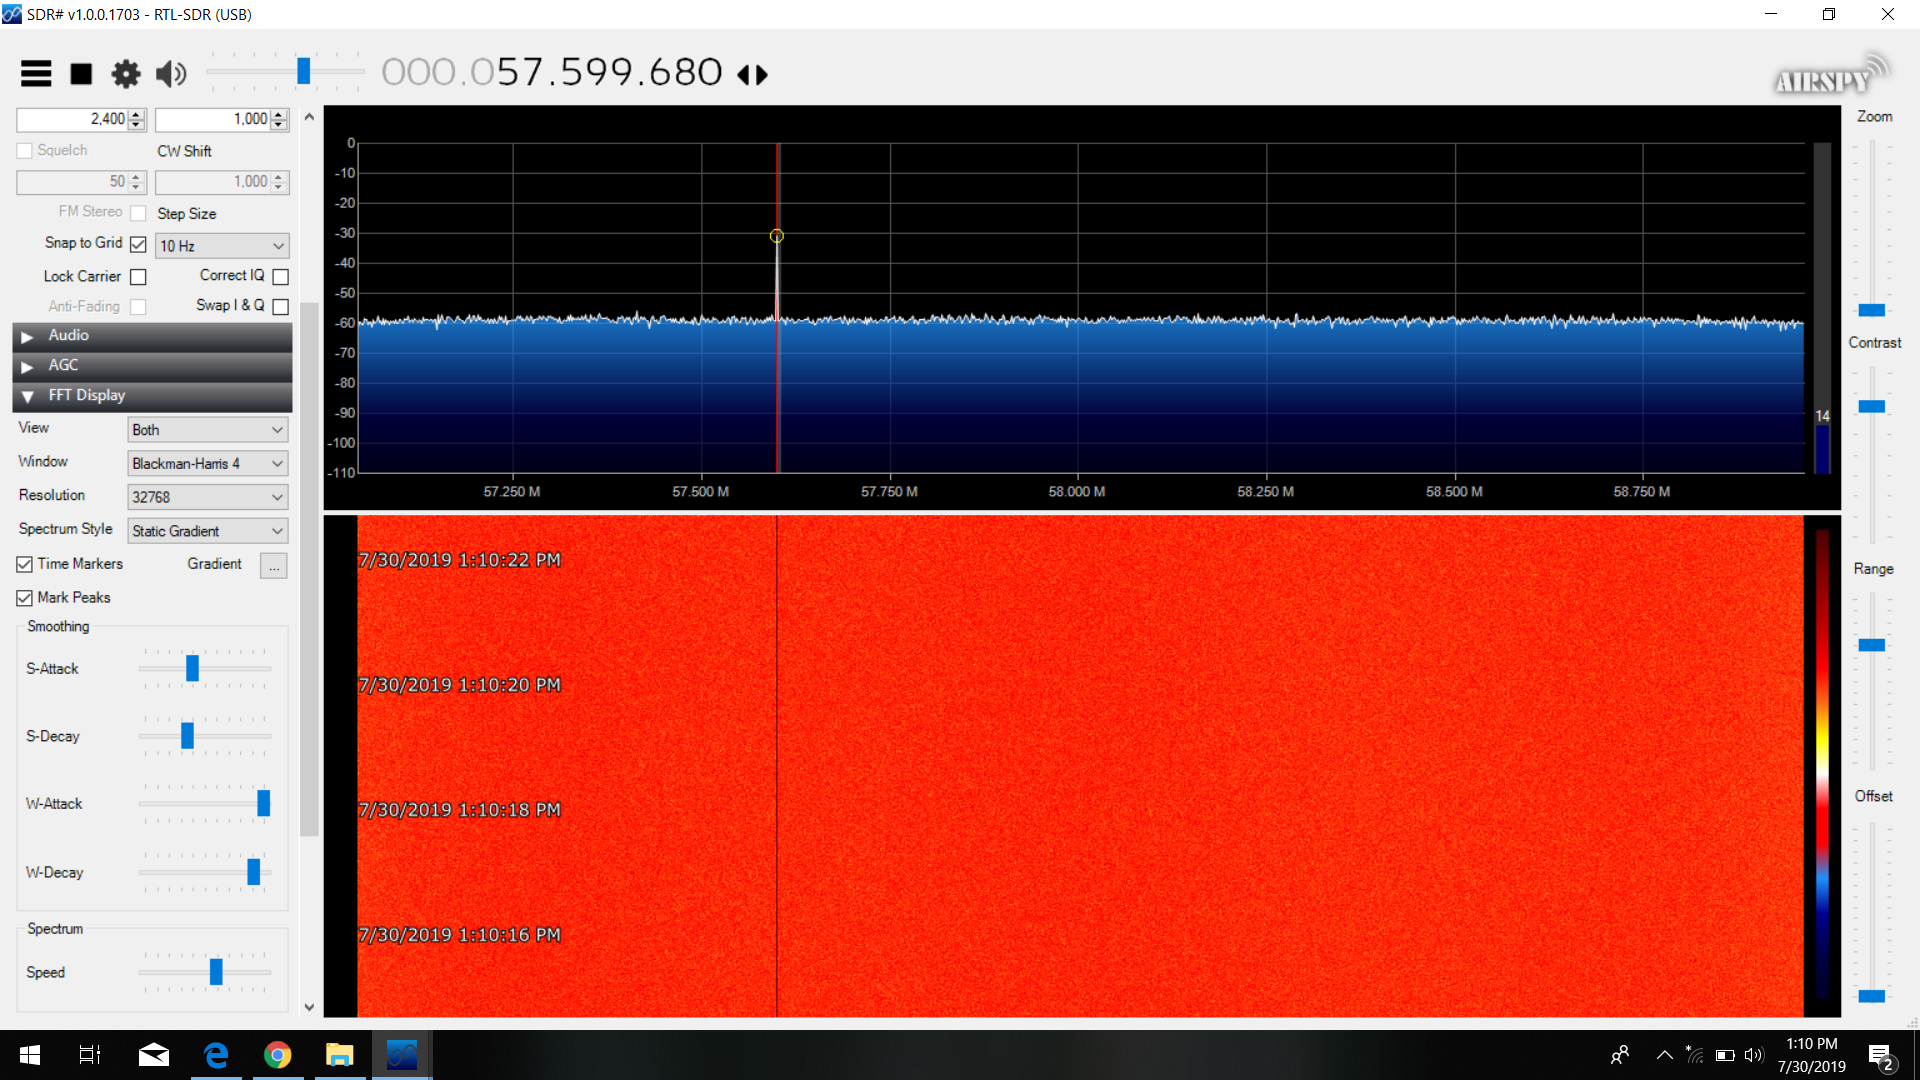 SDR# v1.0.0.1703 - RTL-SDR (USB)
000.057.599.680
AIRSPY
2,400 1,000
Squelch CW Shift
50 1,000
FM Stereo Step Size
Snap to Grid 10 Hz
Lock Carrier Correct IQ
Anti-Fading Swap I & Q
Audio
AGC
FFT Display
View Both
Window Blackman-Harris 4
Resolution 32768
Spectrum Style Static Gradient
Time Markers Gradient ...
Mark Peaks
Smoothing
S-Attack
S-Decay
W-Attack
W-Decay
Spectrum
Speed
0
-10
-20
-30
-40
-50
-60
-70
-80
-90
-100
-110
57.250 M 57.500 M 57.750 M 58.000 M 58.250 M 58.500 M 58.750 M
14
7/30/2019 1:10:22 PM
7/30/2019 1:10:20 PM
7/30/2019 1:10:18 PM
7/30/2019 1:10:16 PM
Zoom
Contrast
Range
Offset
1:10 PM
7/30/2019
2